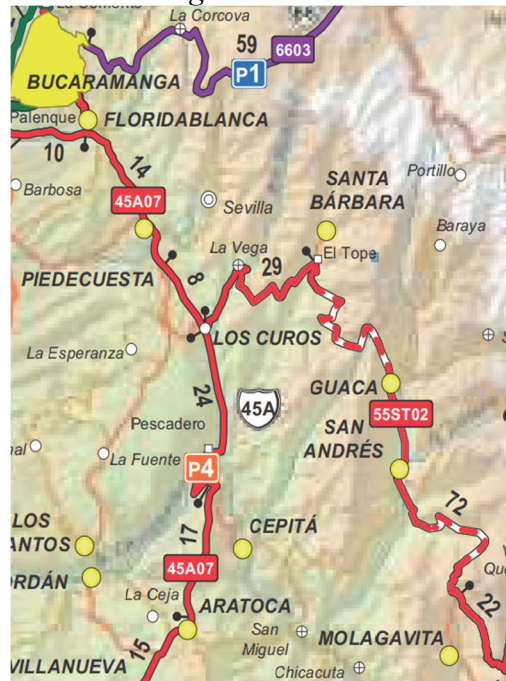 La Corcova
59
6603
P1
BUCARAMANGA
Palenque
FLORIDABLANCA
10
14
Portillo
SANTA
BÁRBARA
Barbosa
45A07
Sevilla
Baraya
La Vega
29
El Tope
PIEDECUESTA
8
LOS CUROS
La Esperanza
GUACA
24
45A
55ST02
SAN
ANDRÉS
Pescadero
La Fuente
P4
72
17
CEPITÁ
LOS
ANTOS
45A07
ORDÁN
22
La Ceja
ARATOCA
San
Miguel
MOLAGAVITA
15
VILLANUEVA
Chicacuta